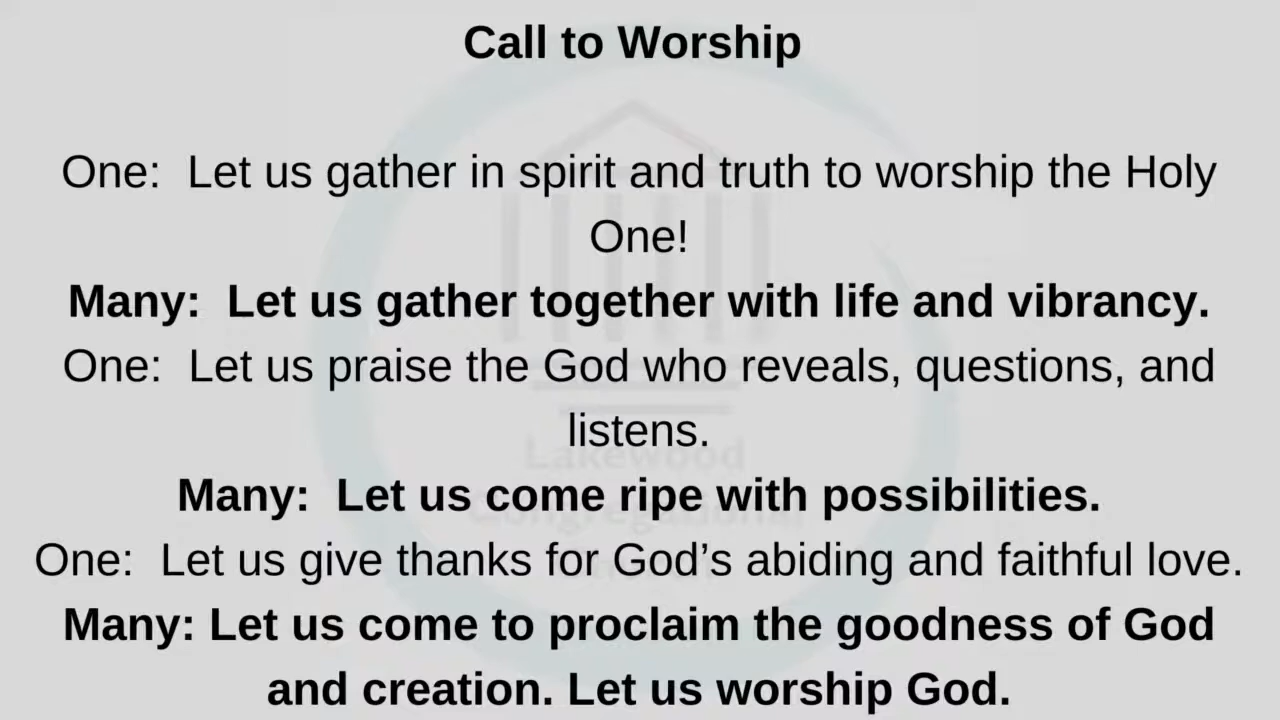 Call to Worship
One:  Let us gather in spirit and truth to worship the Holy
One!
Many:  Let us gather together with life and vibrancy.
One:  Let us praise the God who reveals, questions, and
listens.
Many:  Let us come ripe with possibilities.
One:  Let us give thanks for God’s abiding and faithful love.
Many: Let us come to proclaim the goodness of God
and creation. Let us worship God.
Lakewood
Congregational